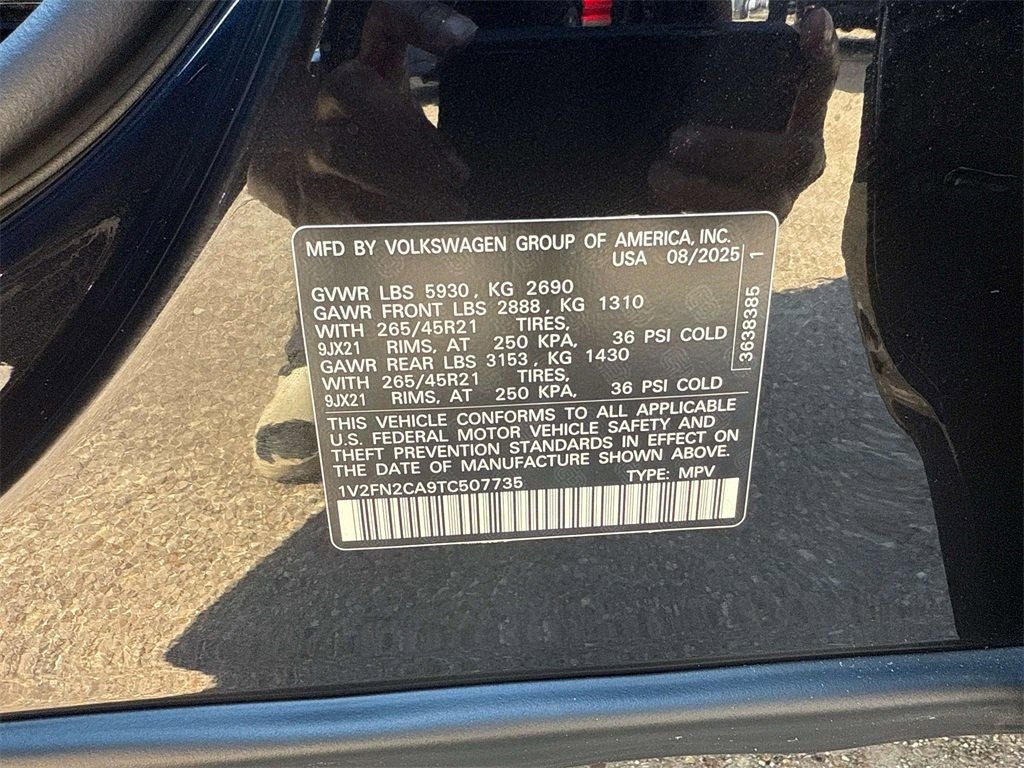 MFD BY VOLKSWAGEN GROUP OF AMERICA, INC.
USA 08/2025
GVWR LBS 5930, KG 2690
GAWR FRONT LBS 2888, KG 1310
WITH 265/45R21 TIRES,
9JX21 RIMS, AT 250 KPA, 36 PSI COLD
GAWR REAR LBS 3153, KG 1430
WITH 265/45R21 TIRES,
9JX21 RIMS, AT 250 KPA, 36 PSI COLD
3638385 1
THIS VEHICLE CONFORMS TO ALL APPLICABLE
U.S. FEDERAL MOTOR VEHICLE SAFETY AND
THEFT PREVENTION STANDARDS IN EFFECT ON
THE DATE OF MANUFACTURE SHOWN ABOVE.
1V2FN2CA9TC507735 TYPE: MPV